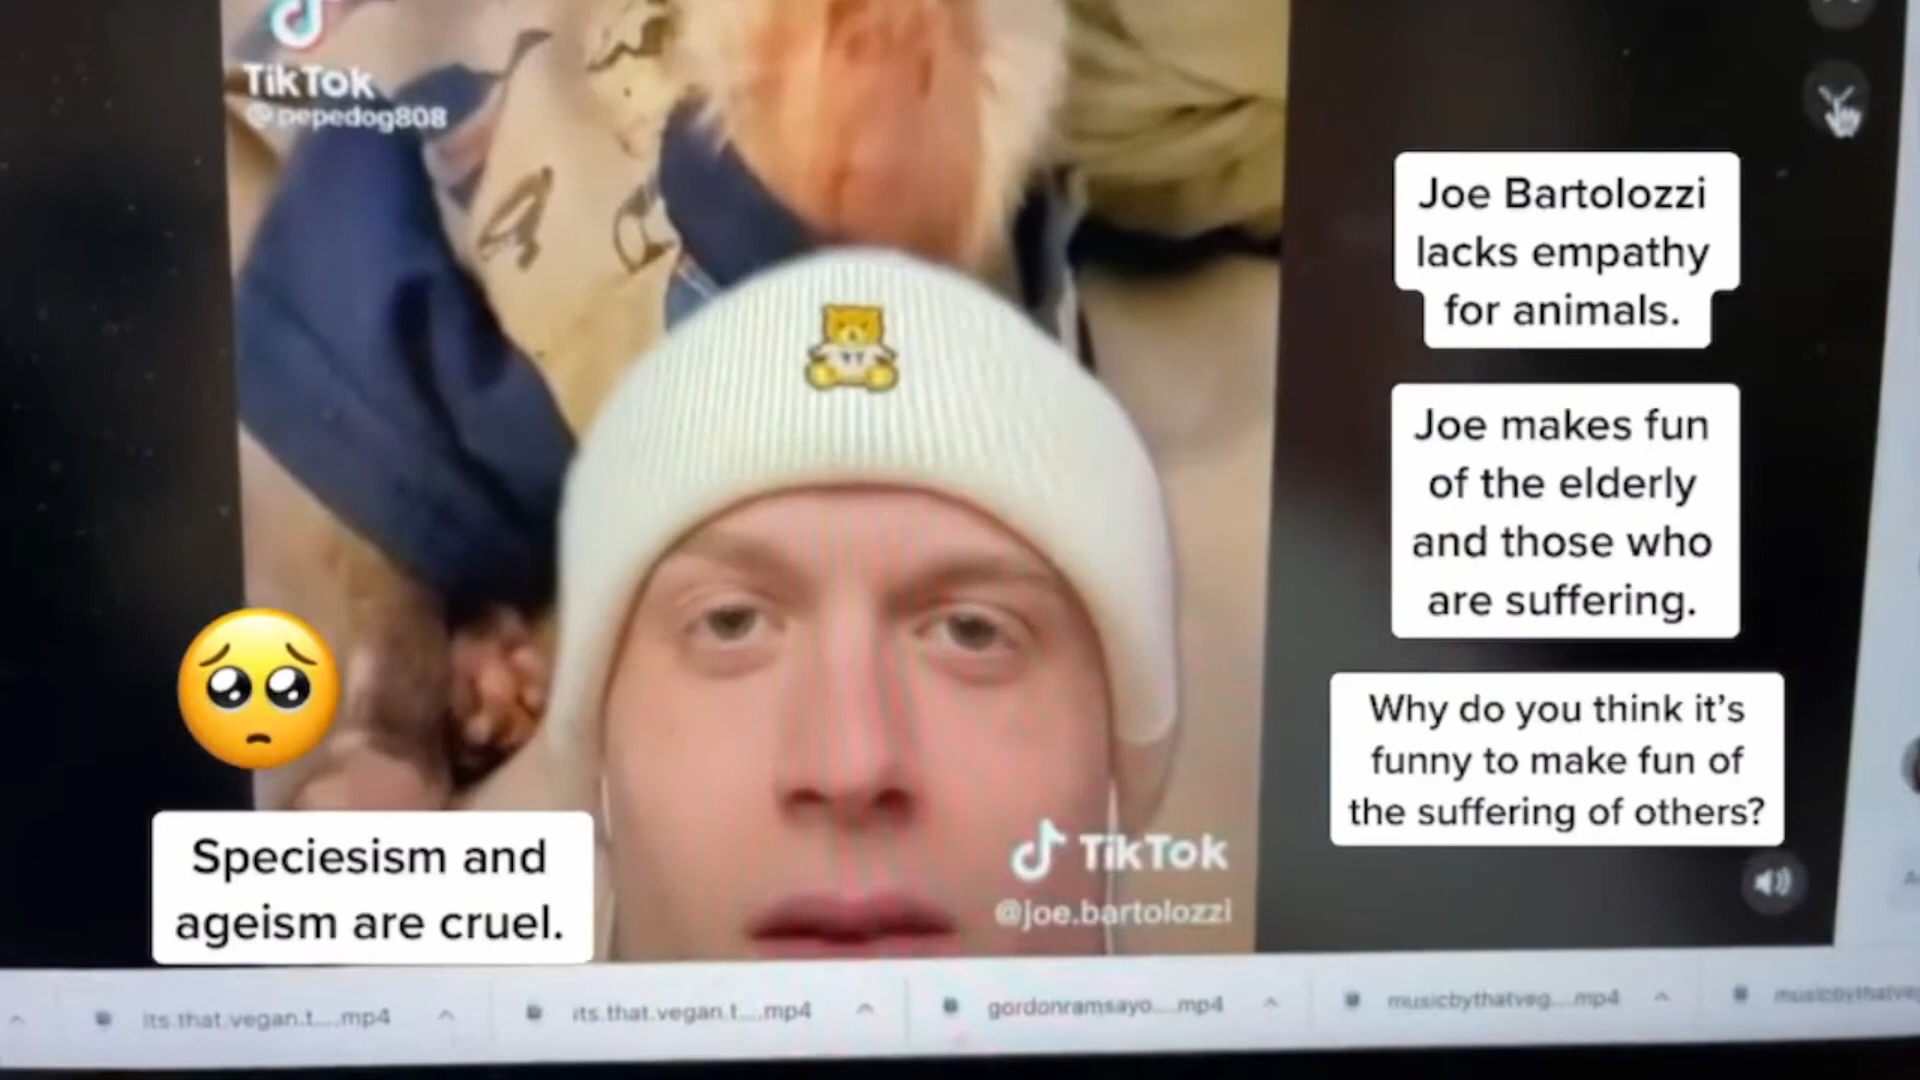 TikTok
@pepedog808
Joe Bartolozzi
lacks empathy
for animals.
Joe makes fun
of the elderly
and those who
are suffering.
Why do you think it's
funny to make fun of
the suffering of others?
Speciesism and
ageism are cruel.
TikTok
@joe.bartolozzi
its.that.vegan.t....mp4
its.that.vegan.t....mp4
gordonramsayo....mp4
musicbythatveg....mp4